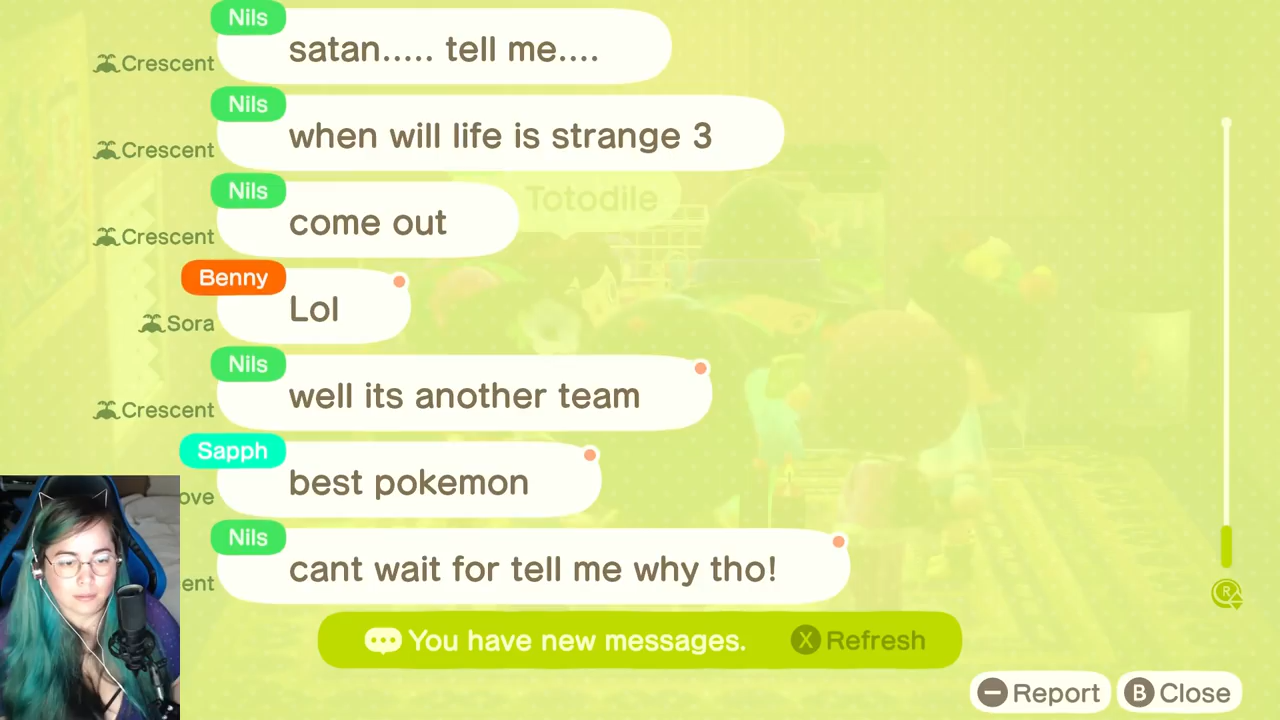 Nils
satan..... tell me....
Crescent
Nils
when will life is strange 3
Crescent
Totodile
Nils
come out
Crescent
Benny
Lol
Sora
Nils
well its another team
Crescent
Sapph
best pokemon
ove
Nils
cant wait for tell me why tho!
ent
R
You have new messages. X Refresh
Report B Close